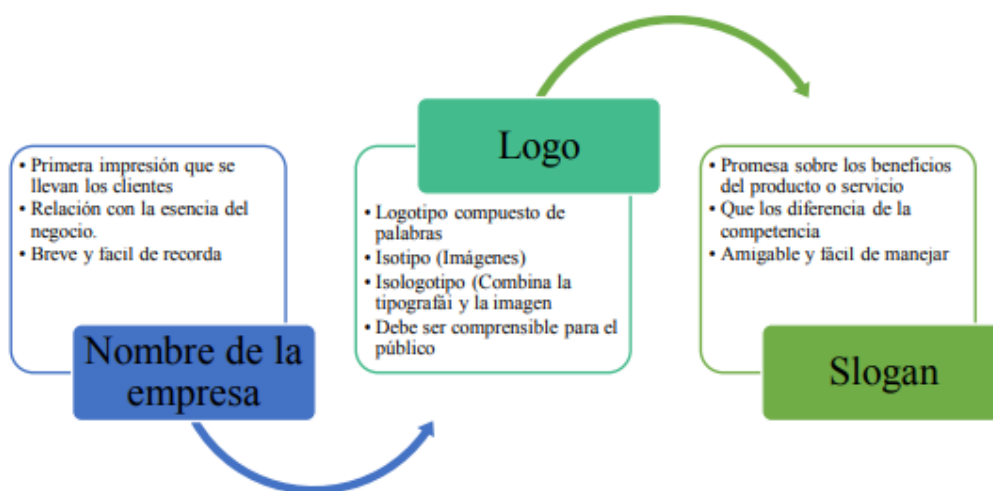 • Primera impresión que se
llevan los clientes
• Relación con la esencia del
negocio.
• Breve y fàcil de recorda
Nombre de la
empresa
Logo
• Logotipo compuesto de
palabras
• Isotipo (Imágenes)
• Isologotipo (Combina la
tipografái y la imagen
• Debe ser comprensible para el
público
• Promesa sobre los beneficios
del producto o servicio
• Que los diferencia de la
competencia
• Amigable y fácil de manejar
Slogan